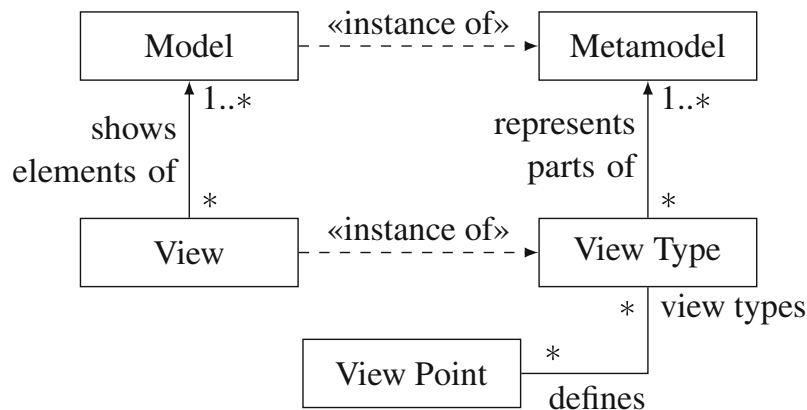 Model
«instance of»
Metamodel
1..*
1..*
shows
elements of
represents
parts of
*
*
View
«instance of»
View Type
*
view types
View Point
*
defines